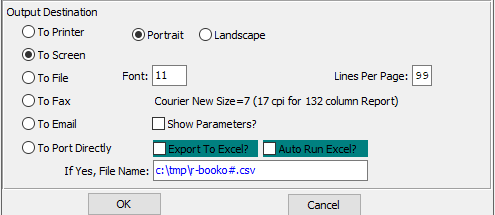 Output Destination
To Printer Portrait Landscape
To Screen
To File Font: 11 Lines Per Page: 99
To Fax Courier New Size=7 (17 cpi for 132 column Report)
To Email Show Parameters?
To Port Directly Export To Excel? Auto Run Excel?
If Yes, File Name: c:\tmp\r-booko#.csv
OK Cancel